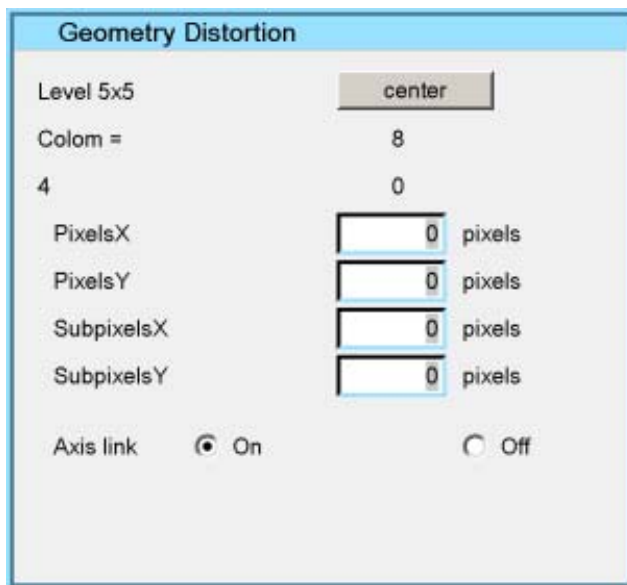 Geometry Distortion
Level 5x5 center
Colom = 8
4 0
PixelsX 0 pixels
PixelsY 0 pixels
SubpixelsX 0 pixels
SubpixelsY 0 pixels
Axis link On Off